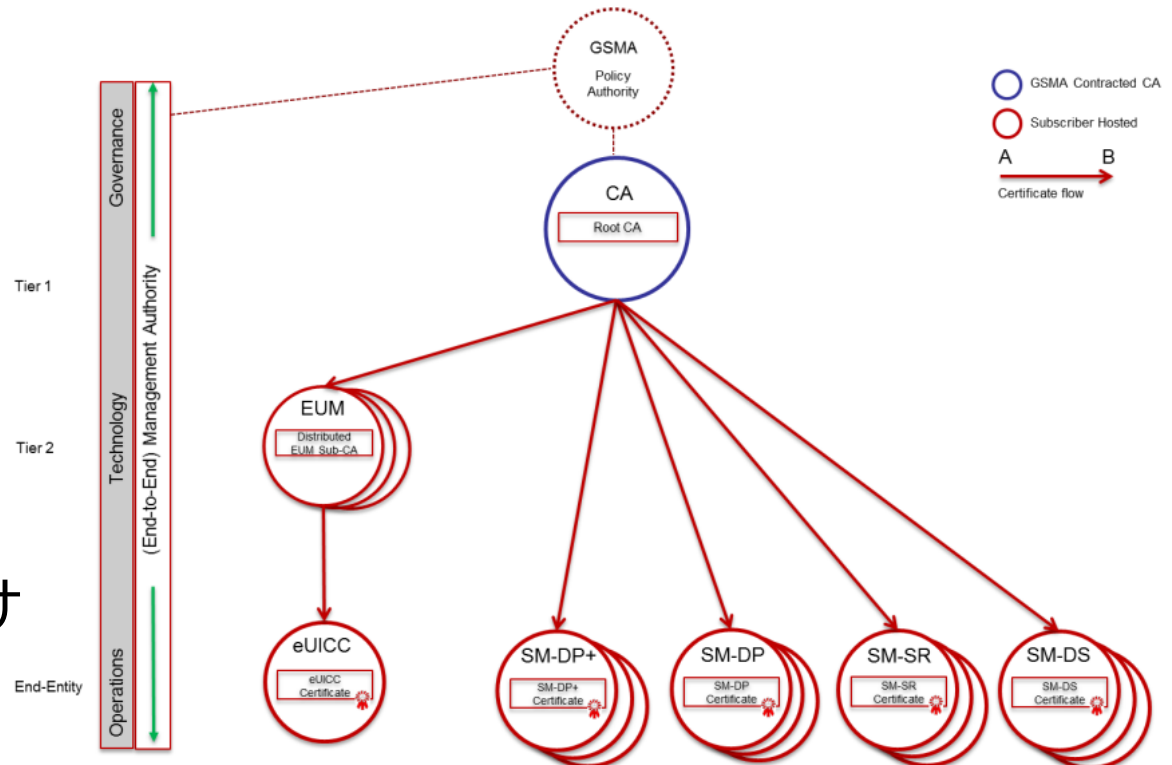 GSMA
Policy
Authority
GSMA Contracted CA
Subscriber Hosted
A B
Certificate flow
Governance
Technology
Operations
(End-to-End) Management Authority
CA
Root CA
Tier 1
EUM
Distributed
EUM Sub-CA
Tier 2
サ
eUICC
eUICC
Certificate
SM-DP+
SM-DP+
Certificate
SM-DP
SM-DP
Certificate
SM-SR
SM-SR
Certificate
SM-DS
SM-DS
Certificate
End-Entity